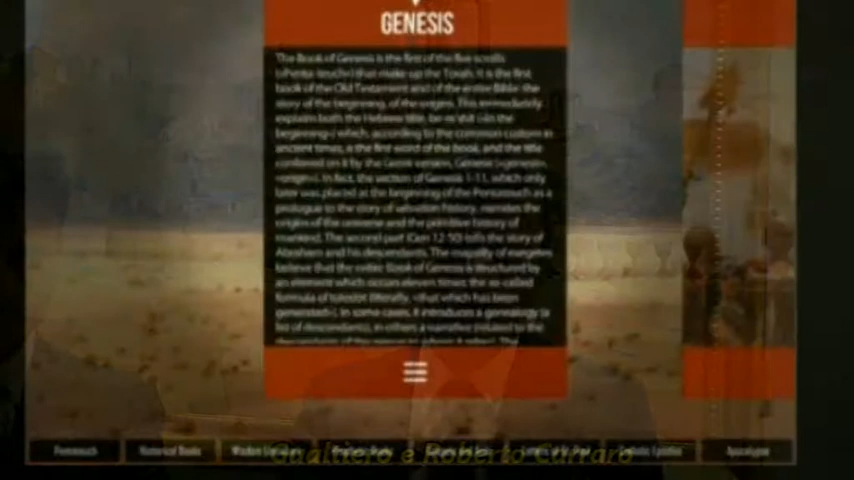 GENESIS
The Book of Genesis is the first of the five scrolls
that make up the Torah. It is the first
book of the Old Testament and of the entire Bible: the
story of the beginning, of the origins. This immediately
explains both the Hebrew title,
beginning which, according to the common custom in
ancient times, is the first word of the book, and the title
conferred on it by the Greek version, Genesis
In fact, the section of Genesis 1-11, which only
later was placed at the beginning of the Pentateuch as a
prologue to the story of salvation history, narrates the
origins of the universe and the primitive history of
mankind. The second part (Gen 12-50) tells the story of
Abraham and his descendants. The majority of exegetes
believe that the entire Book of Genesis is structured by
an element which occurs eleven times: the so-called
formula of toledot (literally, «that which has been
generated»). In some cases, it introduces a genealogy (a
list of descendants), in others a narrative (related to the
Pentateuch
Historical Books
Wisdom
Apocalypse
Gualtiero e Roberto Carraro